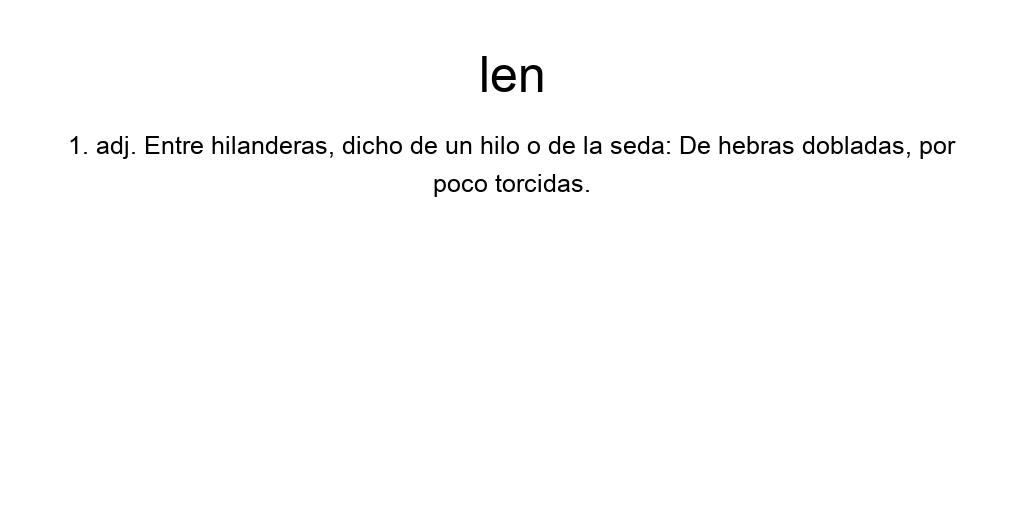 len
1. adj. Entre hilanderas, dicho de un hilo o de la seda: De hebras dobladas, por
poco torcidas.